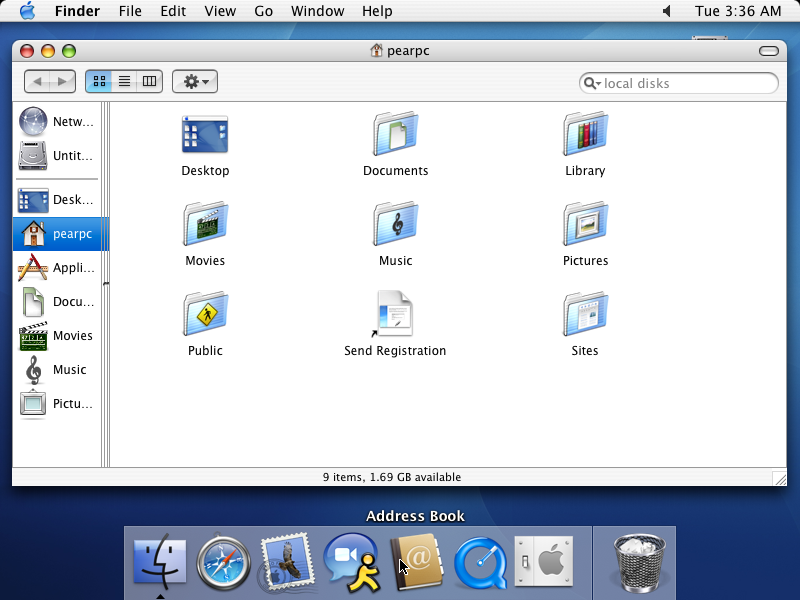 Finder File Edit View Go Window Help Tue 3:36 AM
pearpc
local disks
Netw...
Untit...
Desk...
pearpc
Appli...
Docu...
Movies
Music
Pictu...
Desktop Documents Library
Movies Music Pictures
Public Send Registration Sites
9 items, 1.69 GB available
Address Book
@